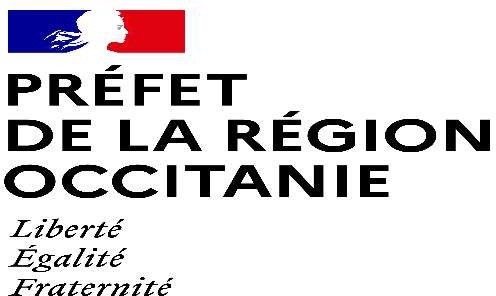 PRÉFET
DE LA RÉGION
OCCITANIE
Liberté
Égalité
Fraternité